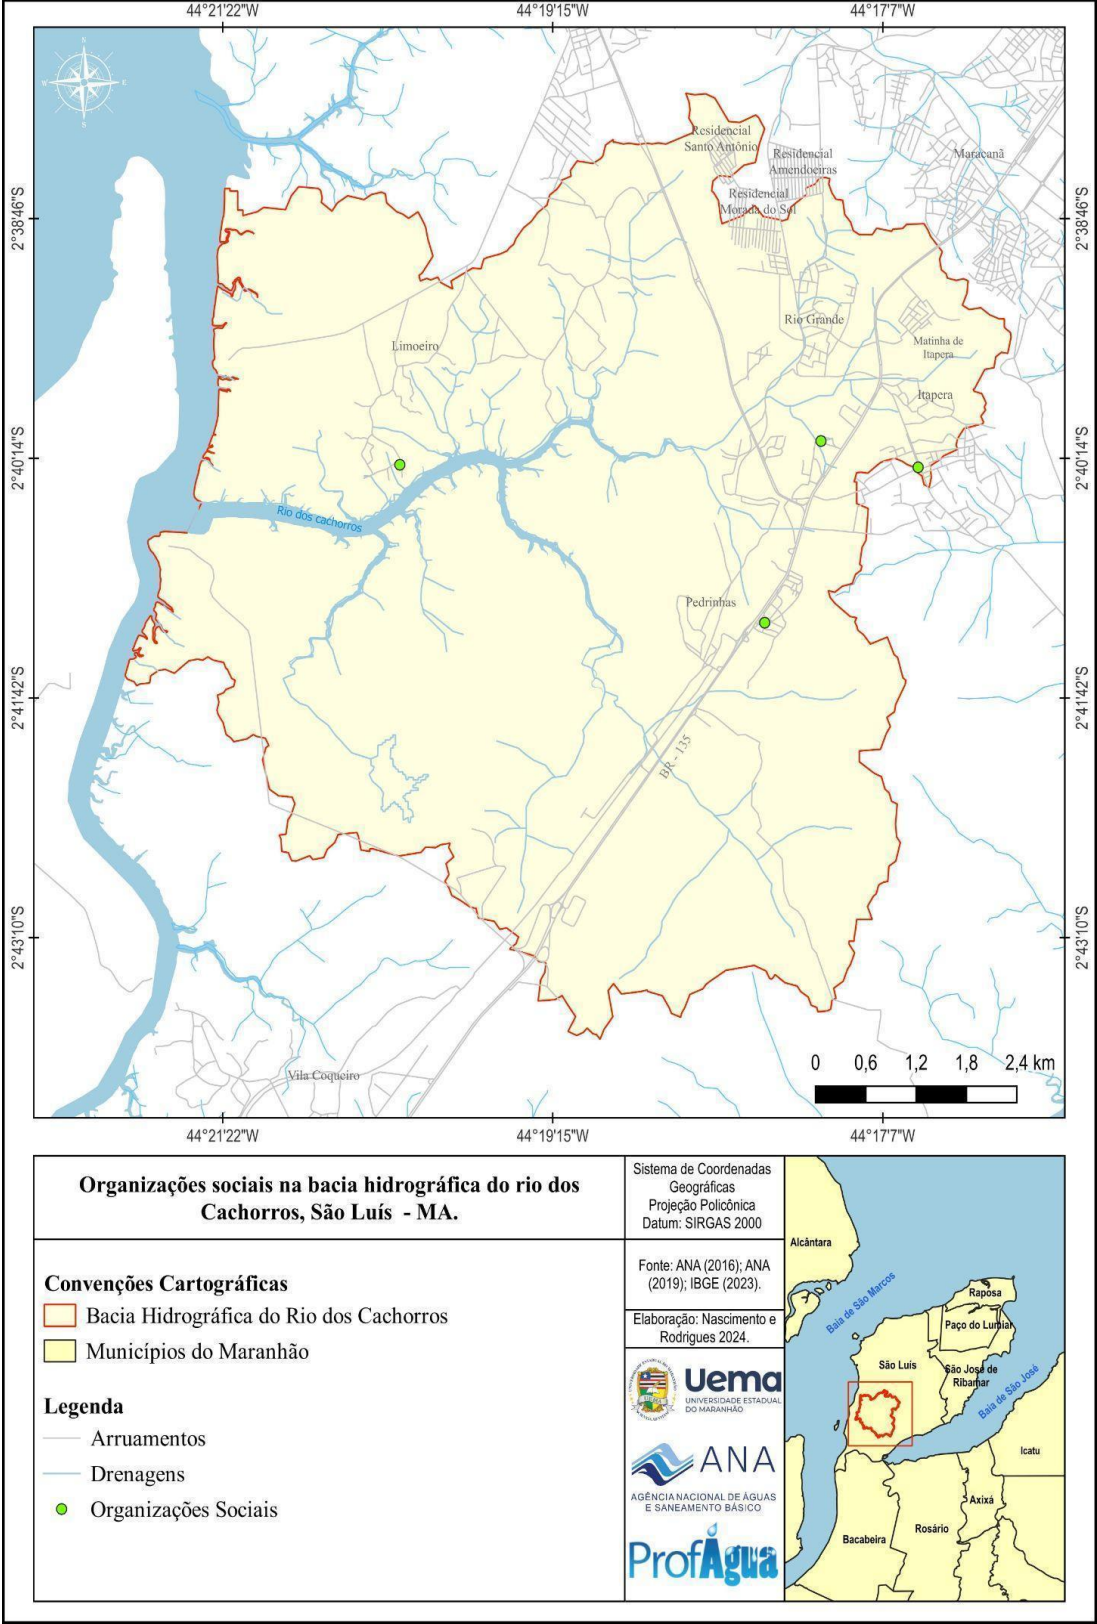 44°21'22"W
44°19'15"W
44°17'7"W
N
W
E
S
Residencial
Santo Antônio
Residencial
Amendoeiras
Maracanã
Residencial
Morada do Sol
2°38'46"S
2°38'46"S
Rio Grande
Limoeiro
Matinha de
Itapera
Itapera
2°40'14"S
2°40'14"S
Rio dos cachorros
Pedrinhas
2°41'42"S
2°41'42"S
BR - 135
2°43'10"S
2°43'10"S
Vila Coqueiro
0 0,6 1,2 1,8 2,4 km
44°21'22"W
44°19'15"W
44°17'7"W
Organizações sociais na bacia hidrográfica do rio dos
Cachorros, São Luís - MA.
Convenções Cartográficas
Bacia Hidrográfica do Rio dos Cachorros
Municípios do Maranhão
Legenda
Arruamentos
Drenagens
Organizações Sociais
Sistema de Coordenadas
Geográficas
Projeção Policônica
Datum: SIRGAS 2000
Fonte: ANA (2016); ANA
(2019); IBGE (2023).
Elaboração: Nascimento e
Rodrigues 2024.
Uema
UNIVERSIDADE ESTADUAL
DO MARANHÃO
ANA
AGÊNCIA NACIONAL DE ÁGUAS
E SANEAMENTO BÁSICO
ProfÁgua
Alcântara
Baia de São Marcos
Raposa
Paço do Lumiar
São Luís
São José de
Ribamar
Baia de São José
Icatu
Axixá
Rosário
Bacabeira